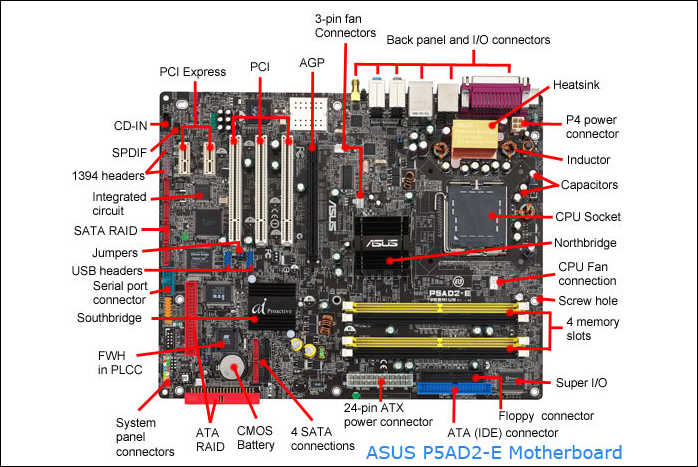 3-pin fan
Connectors
Back panel and I/O connectors
PCI Express
PCI
AGP
Heatsink
CD-IN
P4 power
connector
SPDIF
Inductor
1394 headers
Capacitors
Integrated
circuit
CPU Socket
SATA RAID
ASUS
ASUS
Northbridge
Jumpers
USB headers
CPU Fan
connection
Serial port
connector
P5AD2-E
PREMIUM
Screw hole
Southbridge
ai Proactive
4 memory
slots
FWH
in PLCC
Super I/O
System
panel
connectors
ATA
RAID
CMOS
Battery
4 SATA
connections
24-pin ATX
power connector
Floppy connector
ATA (IDE) connector
ASUS P5AD2-E Motherboard